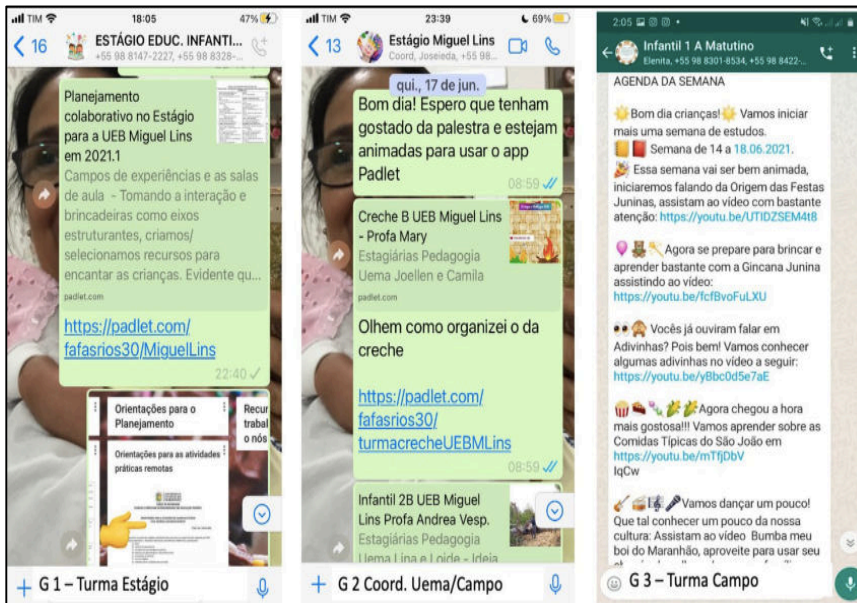 TIM 18:05 47%
16 ESTÁGIO EDUC. INFANTI...
+55 98 8147-2227, +55 98 8328-...
Planejamento
colaborativo no Estágio
para a UEB Miguel Lins
em 2021.1
Campos de experiências e as salas
de aula - Tomando a interação e
brincadeiras como eixos
estruturantes, criamos/
selecionamos recursos para
encantar as crianças. Evidente qu...
padlet.com
https://padlet.com/
fafasrios30/MiguelLins
22:40
Orientações para o
Planejamento
Recur
trabal
o nós
Orientações para as atividades
práticas remotas
G 1 – Turma Estágio
TIM 23:39 69%
13 Estágio Miguel Lins
Coord, Joseida, +55 98...
qui., 17 de jun.
Bom dia! Espero que tenham
gostado da palestra e estejam
animadas para usar o app
Padlet
08:59
Creche B UEB Miguel Lins
- Profa Mary
Estagiárias Pedagogia
Uema Joellen e Camila
padlet.com
Olhem como organizei o da
creche
https://padlet.com/
fafasrios30/
turmacrecheUEBMLins
08:59
Infantil 2B UEB Miguel
Lins Profa Andrea Vesp.
Estagiárias Pedagogia
Uema Lina e Loide - Ideia
G 2 Coord. Uema/Campo
2:05
Infantil 1 A Matutino
Elenita, +55 98 8301-8534, +55 98 8422-...
AGENDA DA SEMANA
Bom dia crianças! Vamos iniciar
mais uma semana de estudos.
Semana de 14 a 18.06.2021.
Essa semana vai ser bem animada,
iniciaremos falando da Origem das Festas
Juninas, assistam ao vídeo com bastante
atenção: https://youtu.be/UTIDZSEM4t8
Agora se prepare para brincar e
aprender bastante com a Gincana Junina
assistindo ao vídeo:
https://youtu.be/fcfBvoFuLXU
Vocês já ouviram falar em
Adivinhas? Pois bem! Vamos conhecer
algumas adivinhas no vídeo a seguir:
https://youtu.be/yBbc0d5e7aE
Agora chegou a hora
mais gostosa!!! Vamos aprender sobre as
Comidas Típicas do São João em
https://youtu.be/mTfjDbV
IqCw
Vamos dançar um pouco!
Que tal conhecer um pouco da nossa
cultura: Assistam ao vídeo Bumba meu
boi do Maranhão, aproveite para usar seu
G 3 – Turma Campo